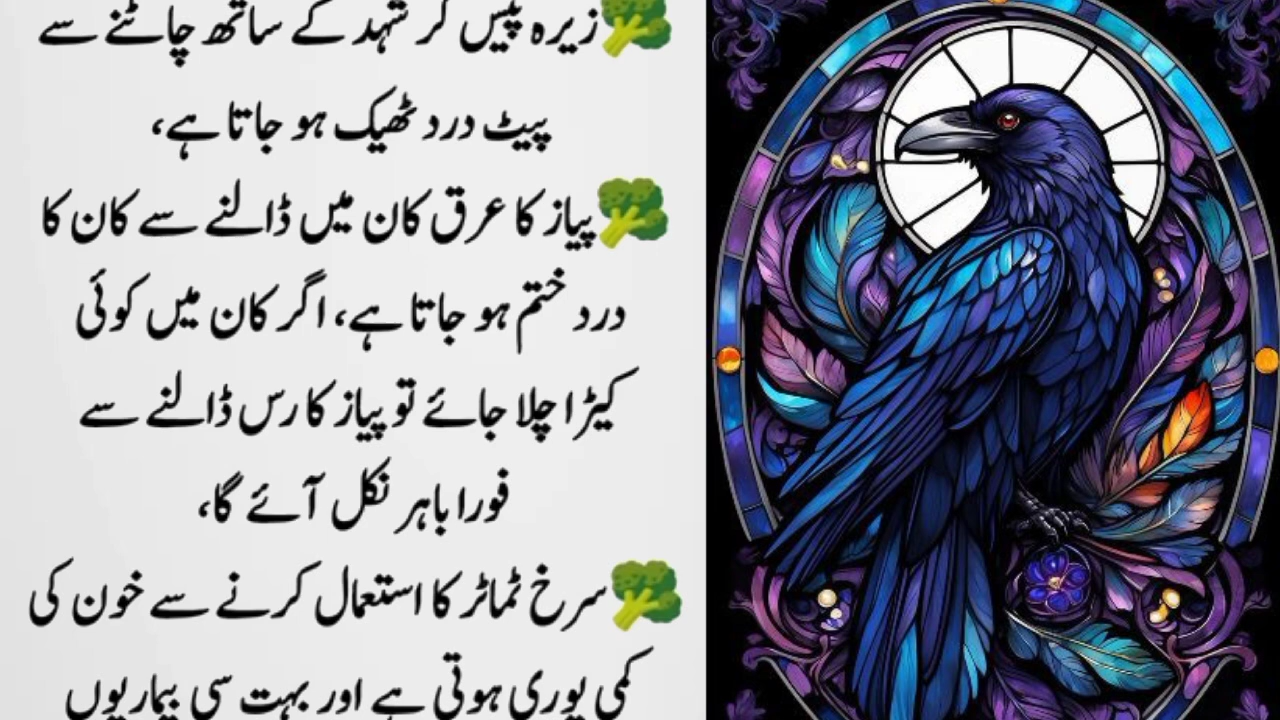 🥦زیرہ پیس کر شہد کے ساتھ چاٹنے سے
پیٹ درد ٹھیک ہو جاتا ہے،
🥦پیاز کا عرق کان میں ڈالنے سے کان کا
درد ختم ہو جاتا ہے، اگر کان میں کوئی
کیڑا چلا جائے تو پیاز کا رس ڈالنے سے
فورا باہر نکل آئے گا،
🥦سرخ ٹماٹر کا استعمال کرنے سے خون کی
کمی پوری ہوتی ہے اور بہت سی بیماریوں